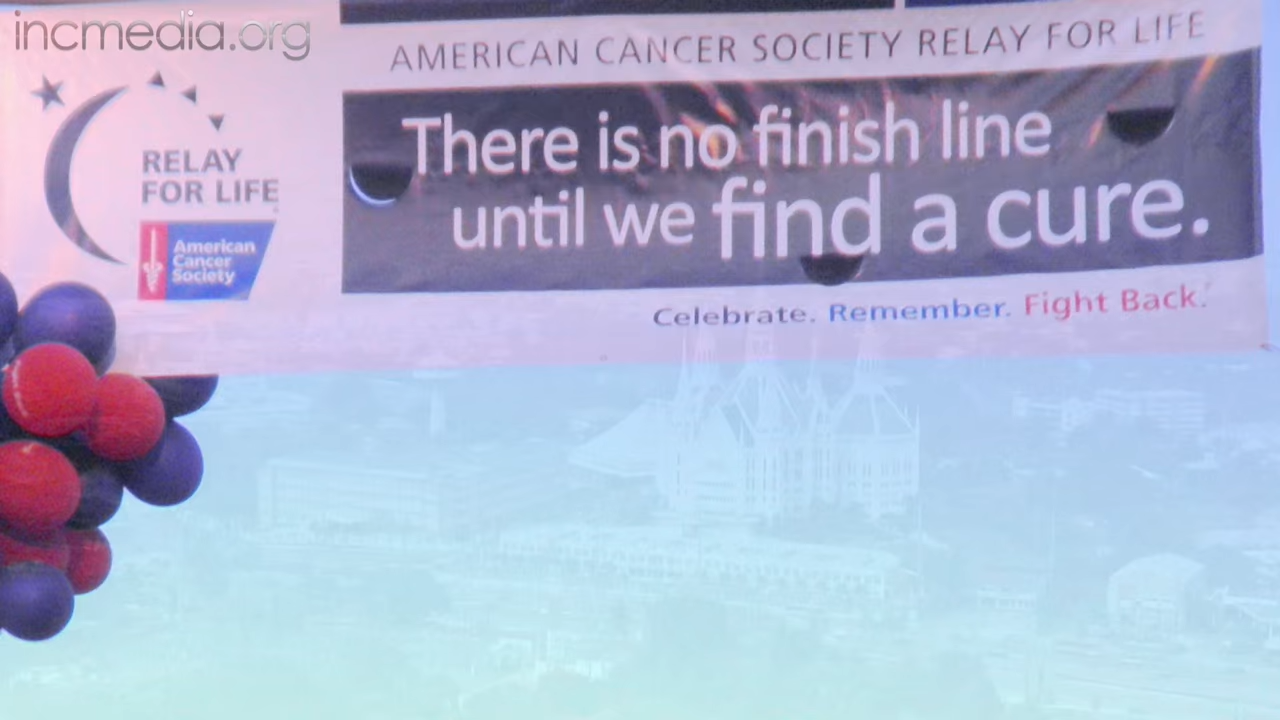 incmedia.org
AMERICAN CANCER SOCIETY RELAY FOR LIFE
There is no finish line
until we find a cure.
Celebrate. Remember. Fight Back.
RELAY
FOR LIFE
American
Cancer
Society